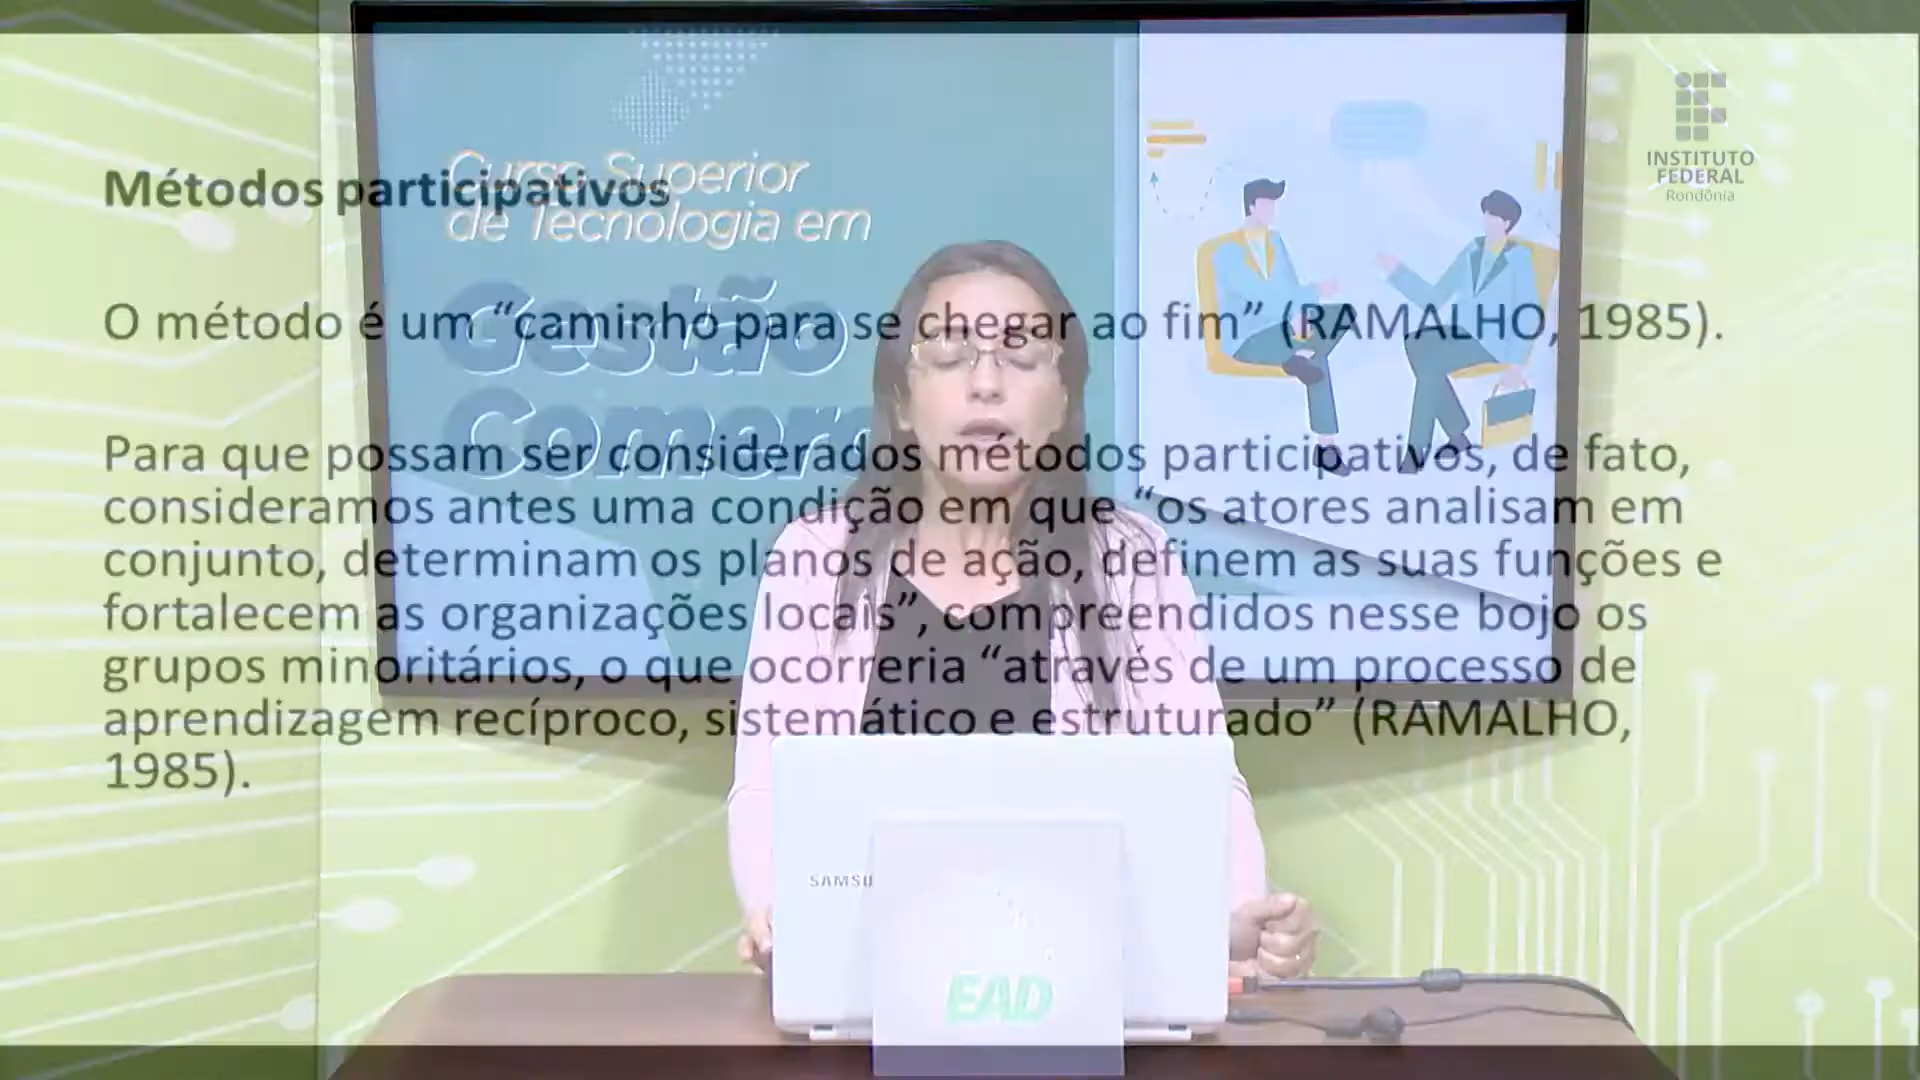 Curso Superior
de Tecnologia em
Gestão
Comer
INSTITUTO
FEDERAL
Rondônia
Métodos participativos
O método é um “caminho para se chegar ao fim” (RAMALHO, 1985).
Para que possam ser considerados métodos participativos, de fato,
consideramos antes uma condição em que “os atores analisam em
conjunto, determinam os planos de ação, definem as suas funções e
fortalecem as organizações locais”, compreendidos nesse bojo os
grupos minoritários, o que ocorreria “através de um processo de
aprendizagem recíproco, sistemático e estruturado” (RAMALHO,
1985).
SAMSU
EAD